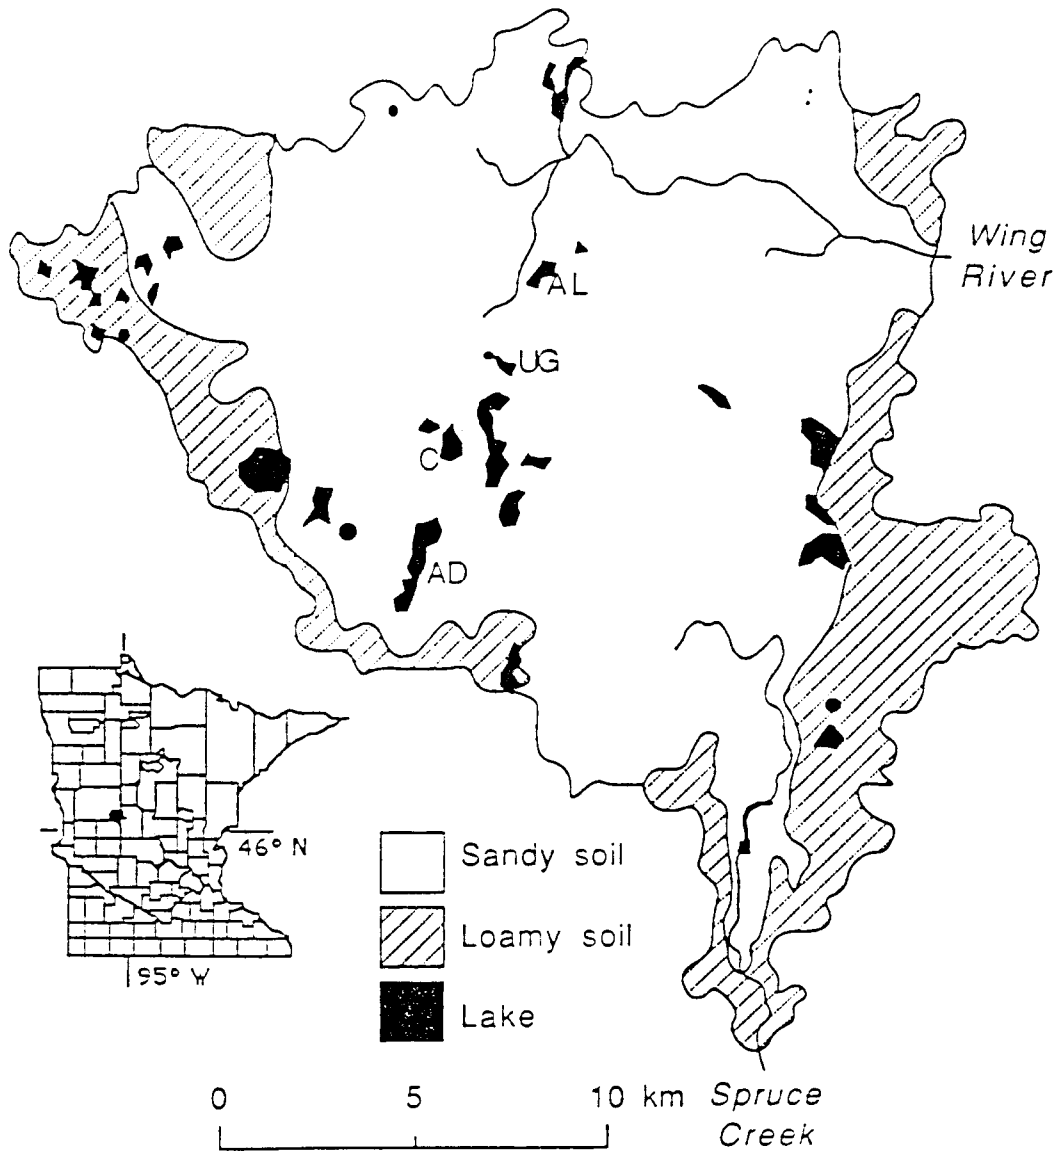 Wing
River
AL
UG
C
AD
46° N
95° W
Sandy soil
Loamy soil
Lake
0 5 10 km
Spruce
Creek